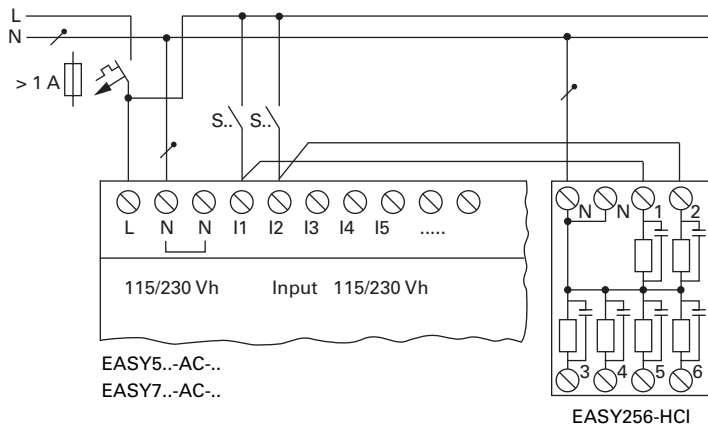 L
N
> 1 A
S.. S..
L N N I1 I2 I3 I4 I5 .....
N N 1 2
115/230 Vh Input 115/230 Vh
3 4 5 6
EASY5..-AC-..
EASY7..-AC-..
EASY256-HCI